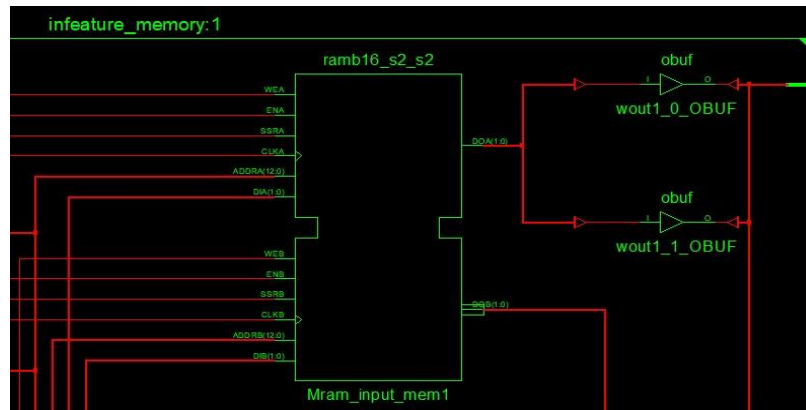 infeature_memory:1
ramb16_s2_s2
WEA
ENA
SSRA
CLKA
ADDRA(12:0)
DIA(1:0)
WEB
ENB
SSRB
CLKB
ADDRB(12:0)
DIB(1:0)
DOA(1:0)
DOB(1:0)
Mram_input_mem1
obuf
I
O
wout1_0_OBUF
obuf
I
O
wout1_1_OBUF